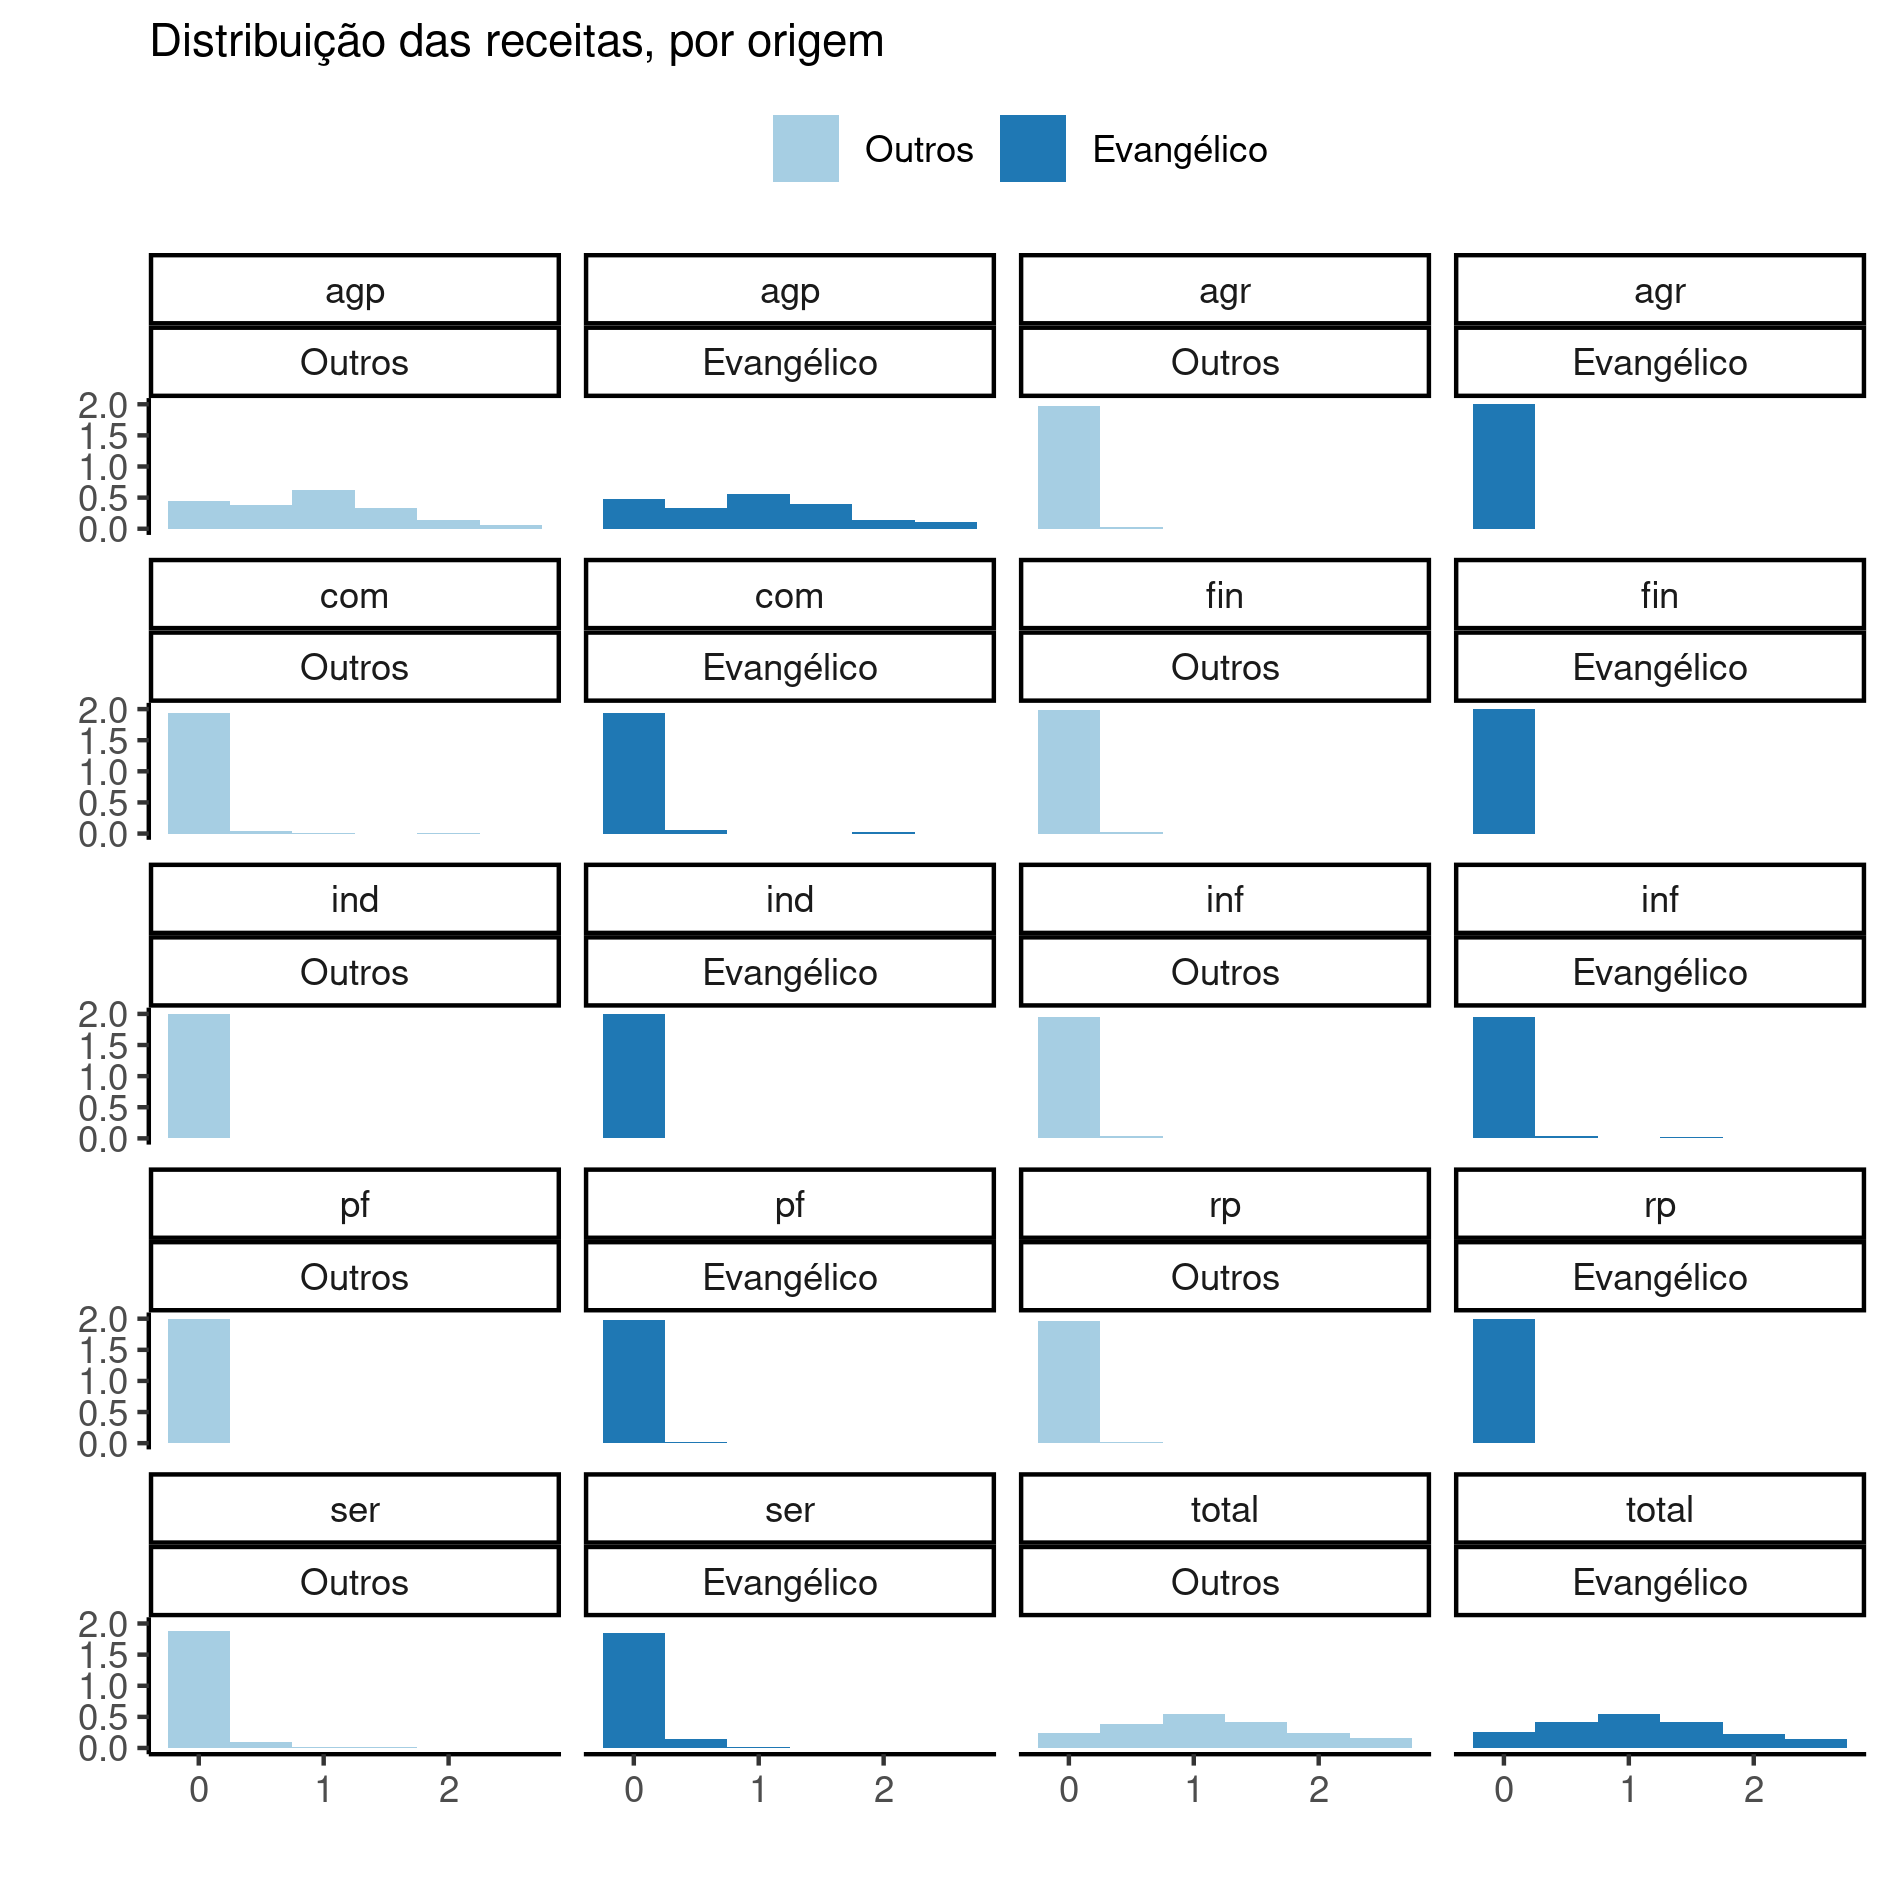 Distribuição das receitas, por origem
Outros Evangélico
agp agp agr agr
Outros Evangélico Outros Evangélico
2.0
1.5
1.0
0.5
0.0
com com fin fin
Outros Evangélico Outros Evangélico
2.0
1.5
1.0
0.5
0.0
ind ind inf inf
Outros Evangélico Outros Evangélico
2.0
1.5
1.0
0.5
0.0
pf pf rp rp
Outros Evangélico Outros Evangélico
2.0
1.5
1.0
0.5
0.0
ser ser total total
Outros Evangélico Outros Evangélico
2.0
1.5
1.0
0.5
0.0
0 1 2 0 1 2 0 1 2 0 1 2